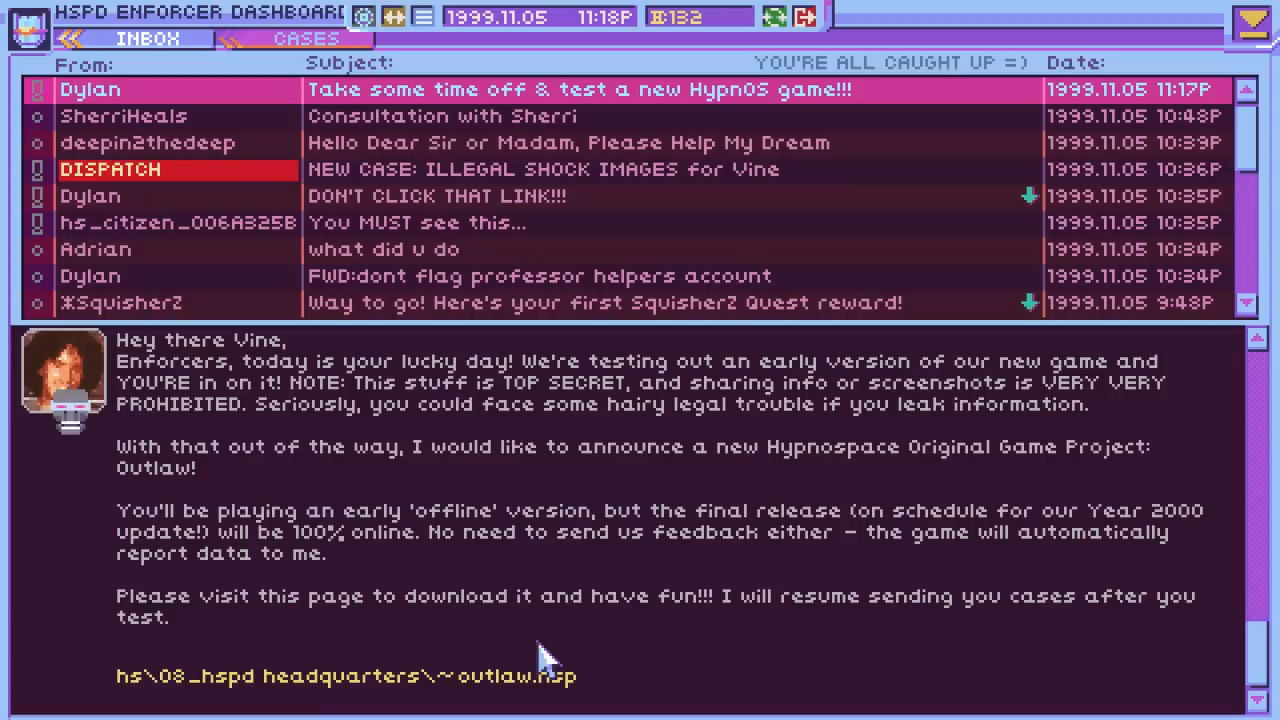 HSPD ENFORCER DASHBOARD
1999.11.05 11:18P
132
INBOX CASES
From: Subject: YOU'RE ALL CAUGHT UP =) Date:
Dylan Take some time off & test a new HypnOS game!!! 1999.11.05 11:17P
SherriHeals Consultation with Sherri 1999.11.05 10:48P
deepin2thedeep Hello Dear Sir or Madam, Please Help My Dream 1999.11.05 10:39P
DISPATCH NEW CASE: ILLEGAL SHOCK IMAGES for Vine 1999.11.05 10:36P
Dylan DON'T CLICK THAT LINK!!! 1999.11.05 10:35P
hs_citizen_006A325B You MUST see this... 1999.11.05 10:35P
Adrian what did u do 1999.11.05 10:34P
Dylan FWD:dont flag professor helpers account 1999.11.05 10:34P
SquisherZ Way to go! Here's your first SquisherZ Quest reward! 1999.11.05 9:48P
Hey there Vine,
Enforcers, today is your lucky day! We're testing out an early version of our new game and
YOU'RE in on it! NOTE: This stuff is TOP SECRET, and sharing info or screenshots is VERY VERY
PROHIBITED. Seriously, you could face some hairy legal trouble if you leak information.
With that out of the way, I would like to announce a new Hypnospace Original Game Project:
Outlaw!
You'll be playing an early 'offline' version, but the final release (on schedule for our Year 2000
update!) will be 100% online. No need to send us feedback either - the game will automatically
report data to me.
Please visit this page to download it and have fun!!! I will resume sending you cases after you
test.
hs\08_hspd headquarters\~outlaw.hsp